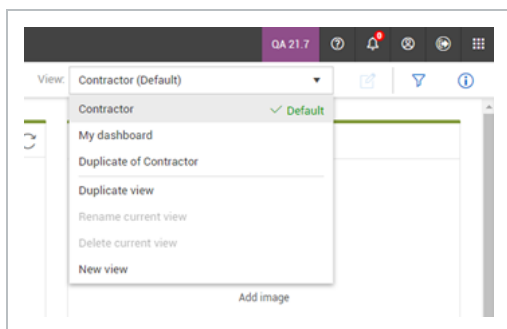 QA 21.7
0
View: Contractor (Default)
Contractor Default
My dashboard
Duplicate of Contractor
Duplicate view
Rename current view
Delete current view
New view
Add image